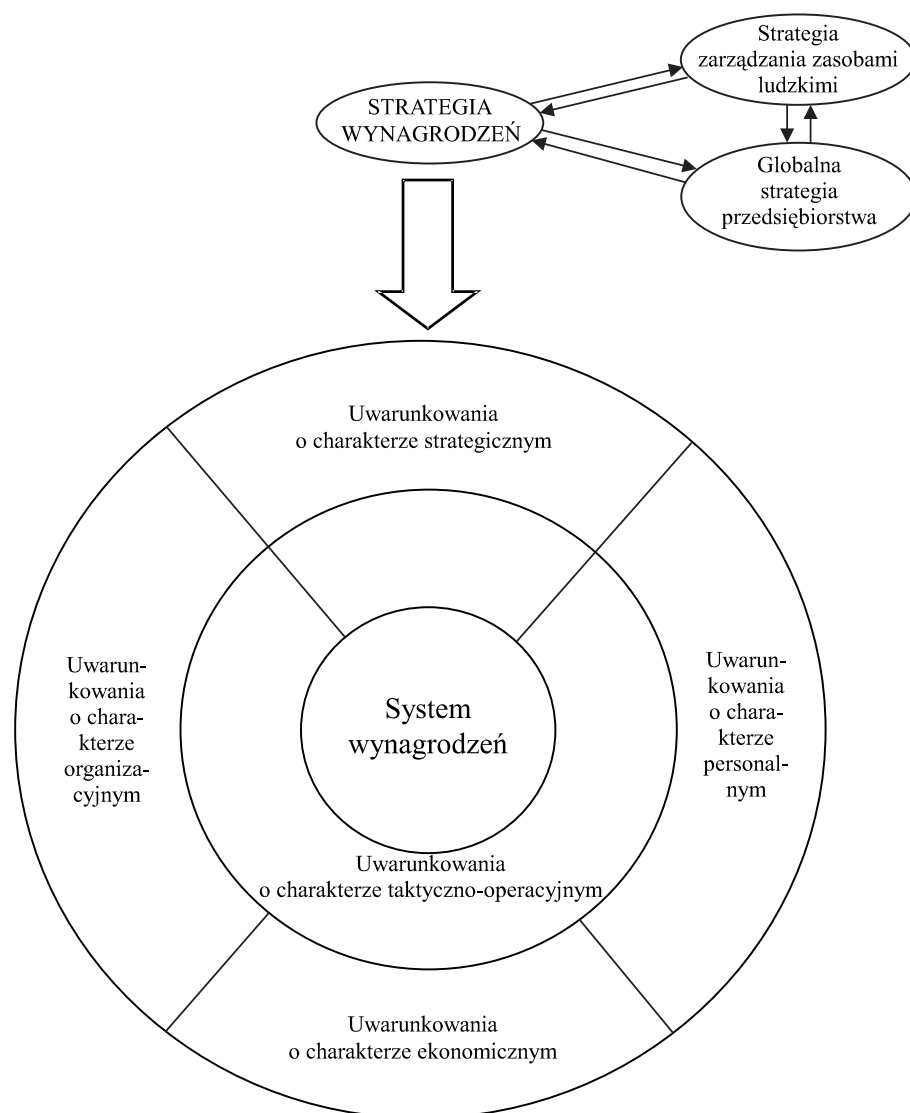 Strategia
zarządzania zasobami
ludzkimi
STRATEGIA
WYNAGRODZEŃ
Globalna
strategia
przedsiębiorstwa
Uwarunkowania
o charakterze strategicznym
Uwarun-
kowania
o chara-
kterze
organiza-
cyjnym
System
wynagrodzeń
Uwarun-
kowania
o chara-
kterze
personal-
nym
Uwarunkowania
o charakterze taktyczno-operacyjnym
Uwarunkowania
o charakterze ekonomicznym